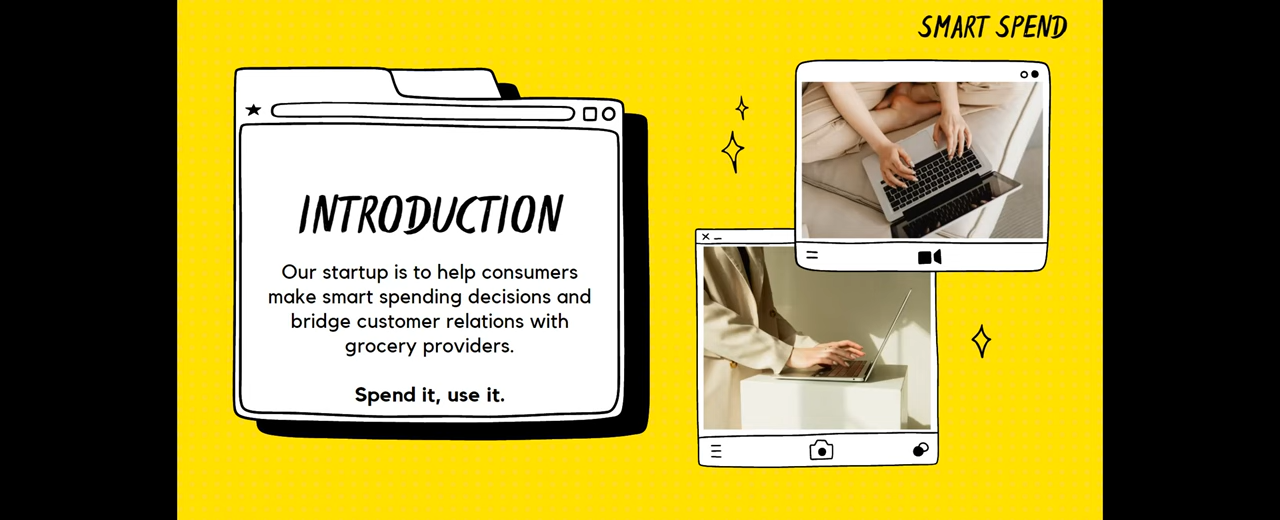 SMART SPEND
INTRODUCTION
Our startup is to help consumers
make smart spending decisions and
bridge customer relations with
grocery providers.
Spend it, use it.